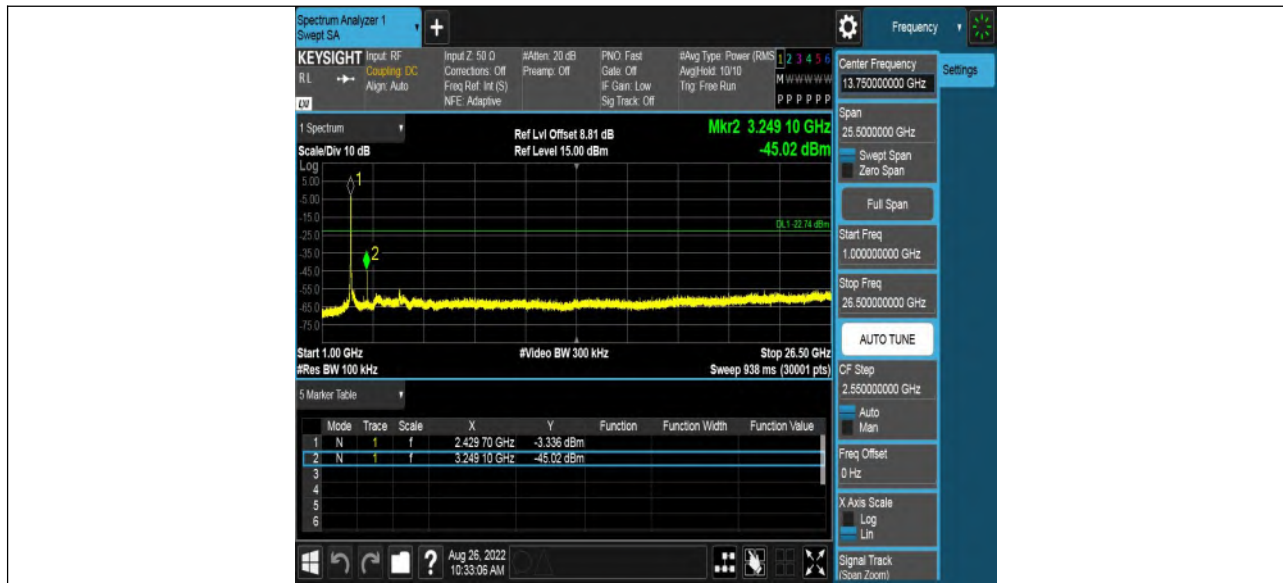 Spectrum Analyzer 1
Swept SA
+
Frequency
KEYSIGHT
RL
LXI
Input: RF
Coupling: DC
Align: Auto
Input Z: 50 Ω
Corrections: Off
Freq Ref: Int (S)
NFE: Adaptive
#Atten: 20 dB
Preamp: Off
PNO: Fast
Gate: Off
IF Gain: Low
Sig Track: Off
#Avg Type: Power (RMS
Avg|Hold: 10/10
Trig: Free Run
1 2 3 4 5 6
M W W W W W
P P P P P P
1 Spectrum
Scale/Div 10 dB
Ref Lvl Offset 8.81 dB
Ref Level 15.00 dBm
Mkr2 3.249 10 GHz
-45.02 dBm
Log
5.00
-5.00
-15.0
-25.0
-35.0
-45.0
-55.0
-65.0
-75.0
1
2
DL1 -22.74 dBm
Start 1.00 GHz
#Video BW 300 kHz
Stop 26.50 GHz
#Res BW 100 kHz
Sweep 938 ms (30001 pts)
5 Marker Table
Mode Trace Scale X Y Function Function Width Function Value
1 N 1 f 2.429 70 GHz -3.336 dBm
2 N 1 f 3.249 10 GHz -45.02 dBm
3
4
5
6
?
Aug 26, 2022
10:33:06 AM
Center Frequency
13.750000000 GHz
Settings
Span
25.5000000 GHz
Swept Span
Zero Span
Full Span
Start Freq
1.000000000 GHz
Stop Freq
26.500000000 GHz
AUTO TUNE
CF Step
2.550000000 GHz
Auto
Man
Freq Offset
0 Hz
X Axis Scale
Log
Lin
Signal Track
(Span Zoom)